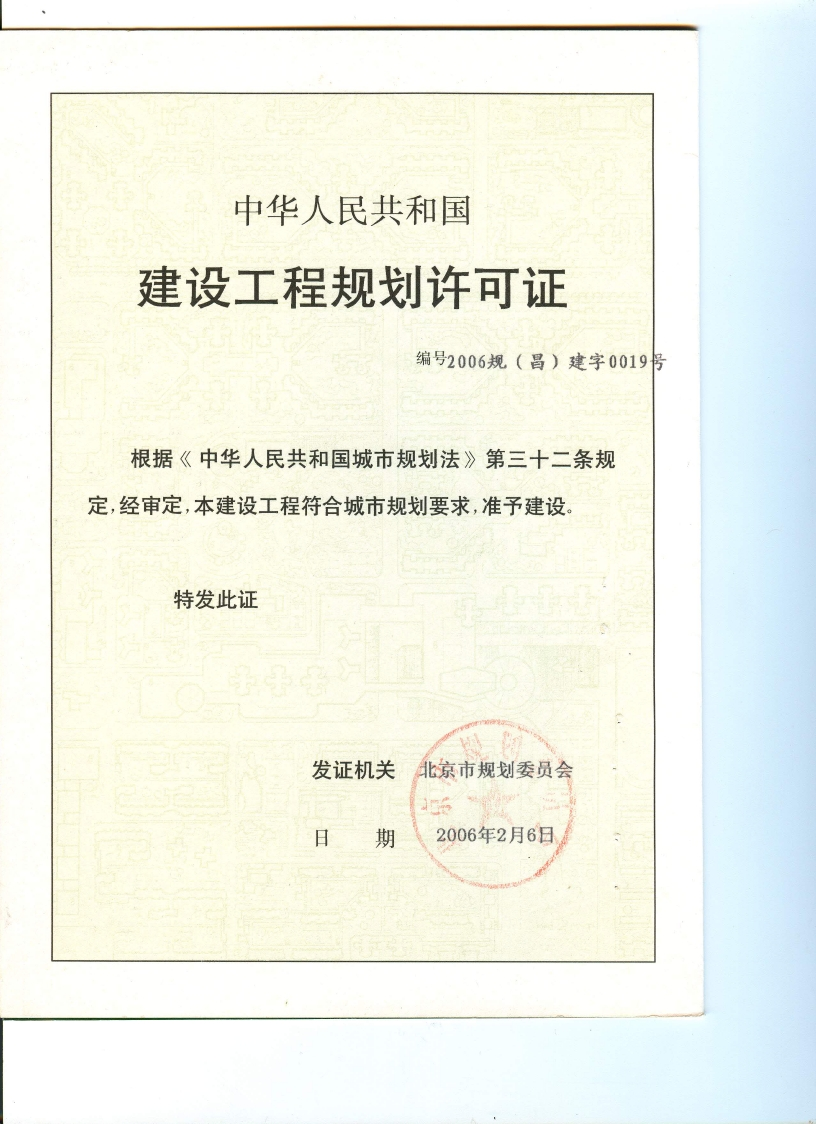 中华人民共和国
建设工程规划许可证
编号2006规（昌）建字0019号
根据《中华人民共和国城市规划法》第三十二条规
定,经审定,本建设工程符合城市规划要求,准予建设。
特发此证
发证机关 北京市规划委员会
日 期 2006年2月6日